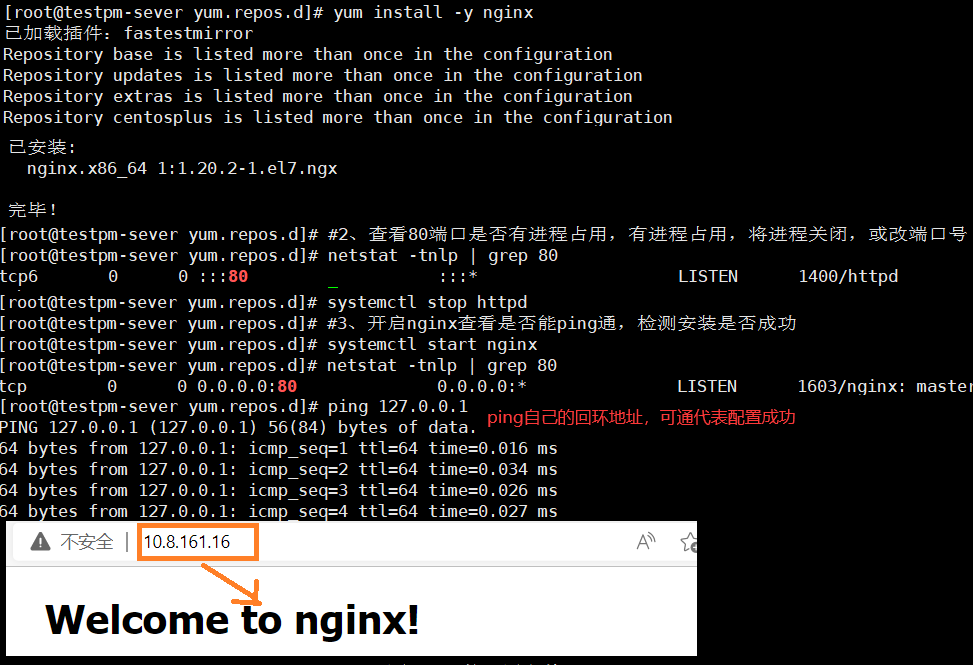 [root@testpm-sever yum.repos.d]# yum install -y nginx
已加载插件：fastestmirror
Repository base is listed more than once in the configuration
Repository updates is listed more than once in the configuration
Repository extras is listed more than once in the configuration
Repository centosplus is listed more than once in the configuration
已安装:
nginx.x86_64 1:1.20.2-1.el7.ngx
完毕！
[root@testpm-sever yum.repos.d]# #2、查看80端口是否有进程占用，有进程占用，将进程关闭，或改端口号
[root@testpm-sever yum.repos.d]# netstat -tnlp | grep 80
tcp6 0 0 :::80 :::* LISTEN 1400/httpd
[root@testpm-sever yum.repos.d]# systemctl stop httpd
[root@testpm-sever yum.repos.d]# #3、开启nginx查看是否能ping通，检测安装是否成功
[root@testpm-sever yum.repos.d]# systemctl start nginx
[root@testpm-sever yum.repos.d]# netstat -tnlp | grep 80
tcp 0 0 0.0.0.0:80 0.0.0.0:* LISTEN 1603/nginx: master
[root@testpm-sever yum.repos.d]# ping 127.0.0.1
ping自己的回环地址，可通代表配置成功
PING 127.0.0.1 (127.0.0.1) 56(84) bytes of data.
64 bytes from 127.0.0.1: icmp_seq=1 ttl=64 time=0.016 ms
64 bytes from 127.0.0.1: icmp_seq=2 ttl=64 time=0.034 ms
64 bytes from 127.0.0.1: icmp_seq=3 ttl=64 time=0.026 ms
64 bytes from 127.0.0.1: icmp_seq=4 ttl=64 time=0.027 ms
不安全 | 10.8.161.16 A
Welcome to nginx!